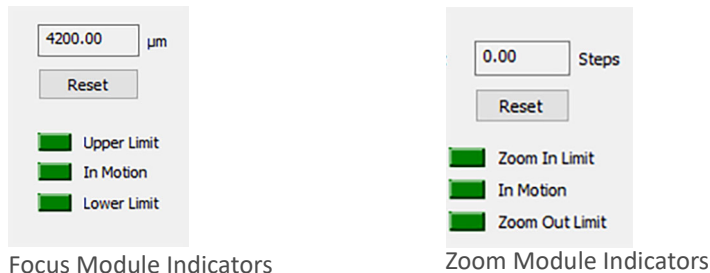 4200.00 µm
Reset
Upper Limit
In Motion
Lower Limit
Focus Module Indicators
0.00 Steps
Reset
Zoom In Limit
In Motion
Zoom Out Limit
Zoom Module Indicators